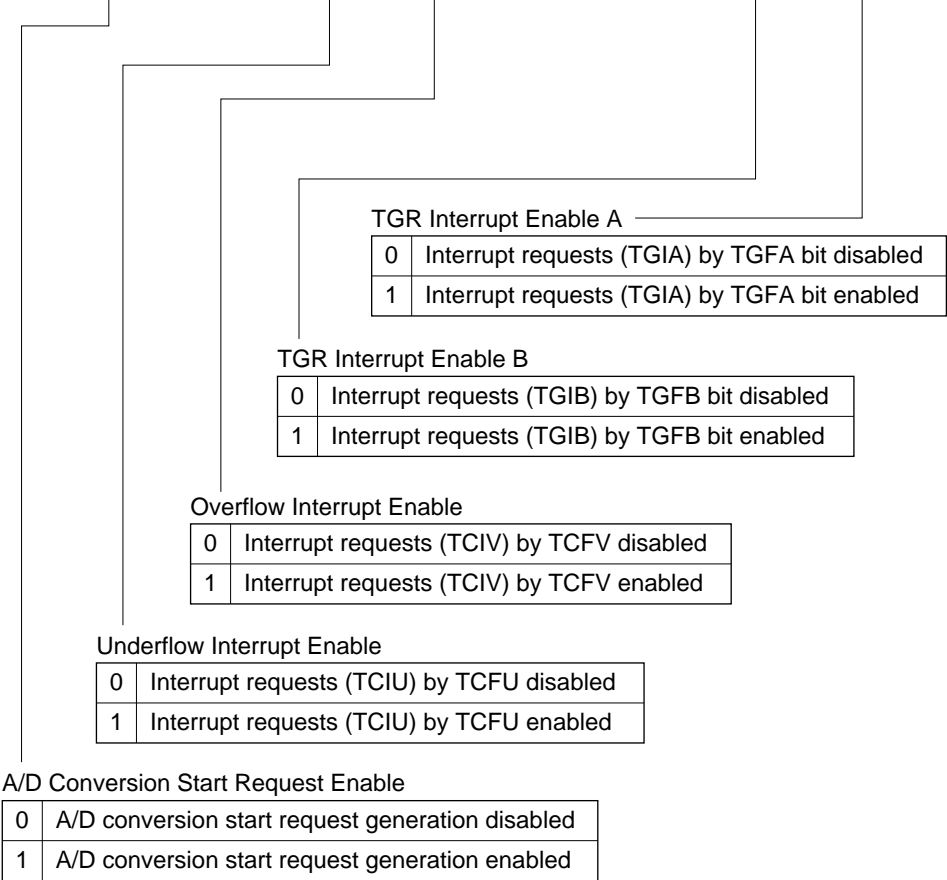 TGR Interrupt Enable A
0 Interrupt requests (TGIA) by TGFA bit disabled
1 Interrupt requests (TGIA) by TGFA bit enabled
TGR Interrupt Enable B
0 Interrupt requests (TGIB) by TGFB bit disabled
1 Interrupt requests (TGIB) by TGFB bit enabled
Overflow Interrupt Enable
0 Interrupt requests (TCIV) by TCFV disabled
1 Interrupt requests (TCIV) by TCFV enabled
Underflow Interrupt Enable
0 Interrupt requests (TCIU) by TCFU disabled
1 Interrupt requests (TCIU) by TCFU enabled
A/D Conversion Start Request Enable
0 A/D conversion start request generation disabled
1 A/D conversion start request generation enabled